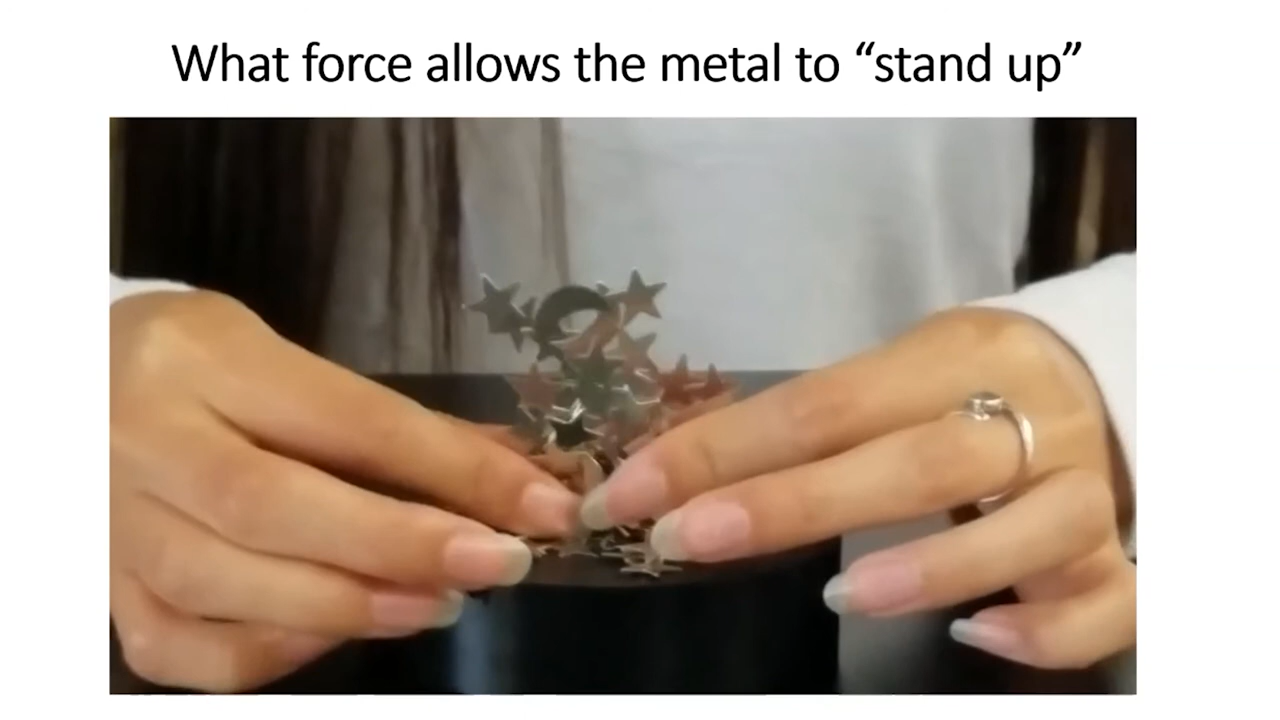 What force allows the metal to “stand up”